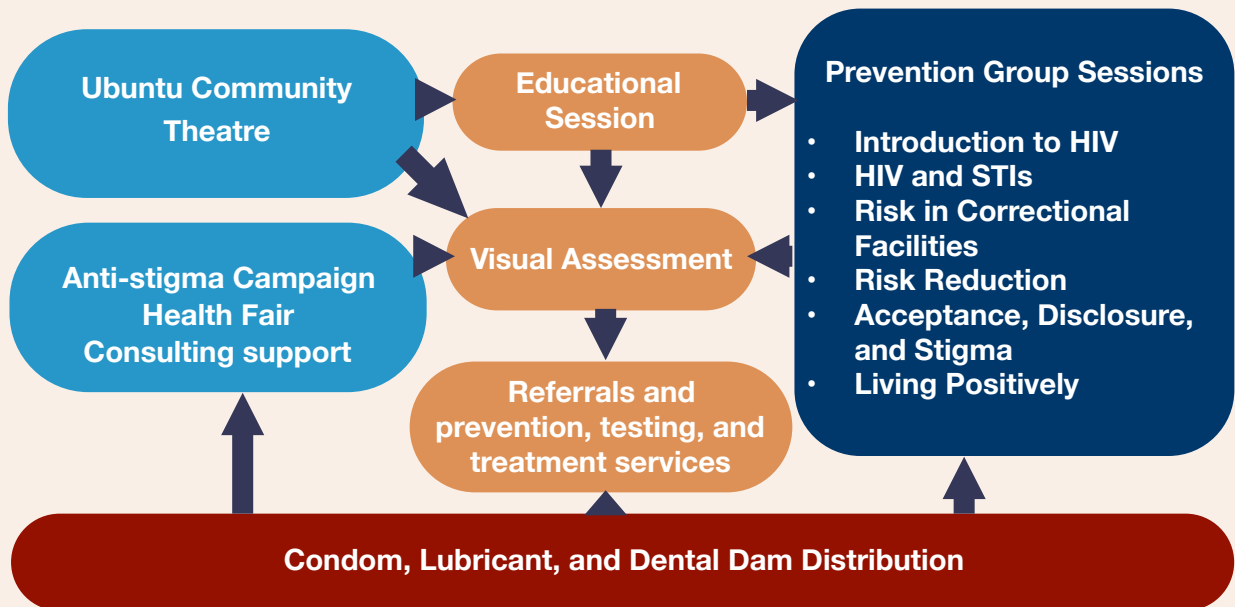 Ubuntu Community
Theatre
Educational
Session
Prevention Group Sessions
• Introduction to HIV
• HIV and STIs
• Risk in Correctional
Facilities
• Risk Reduction
• Acceptance, Disclosure,
and Stigma
• Living Positively
Anti-stigma Campaign
Health Fair
Consulting support
Visual Assessment
Referrals and
prevention, testing, and
treatment services
Condom, Lubricant, and Dental Dam Distribution